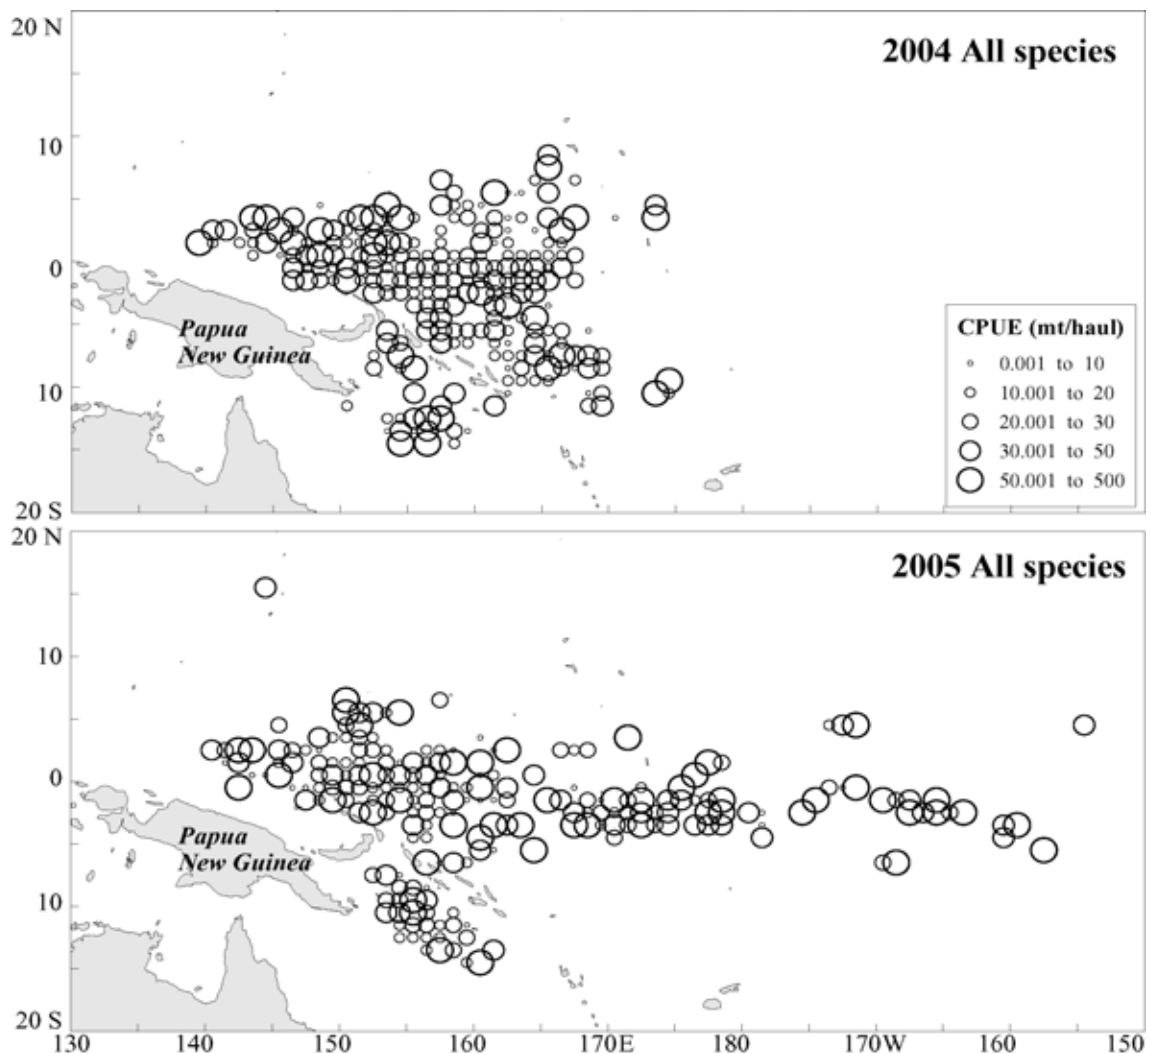 20 N
2004 All species
10
0
Papua
New Guinea
CPUE (mt/haul)
0.001 to 10
10.001 to 20
20.001 to 30
30.001 to 50
50.001 to 500
10
20 S
20 N
2005 All species
10
0
Papua
New Guinea
10
20 S
130 140 150 160 170E 180 170W 160 150